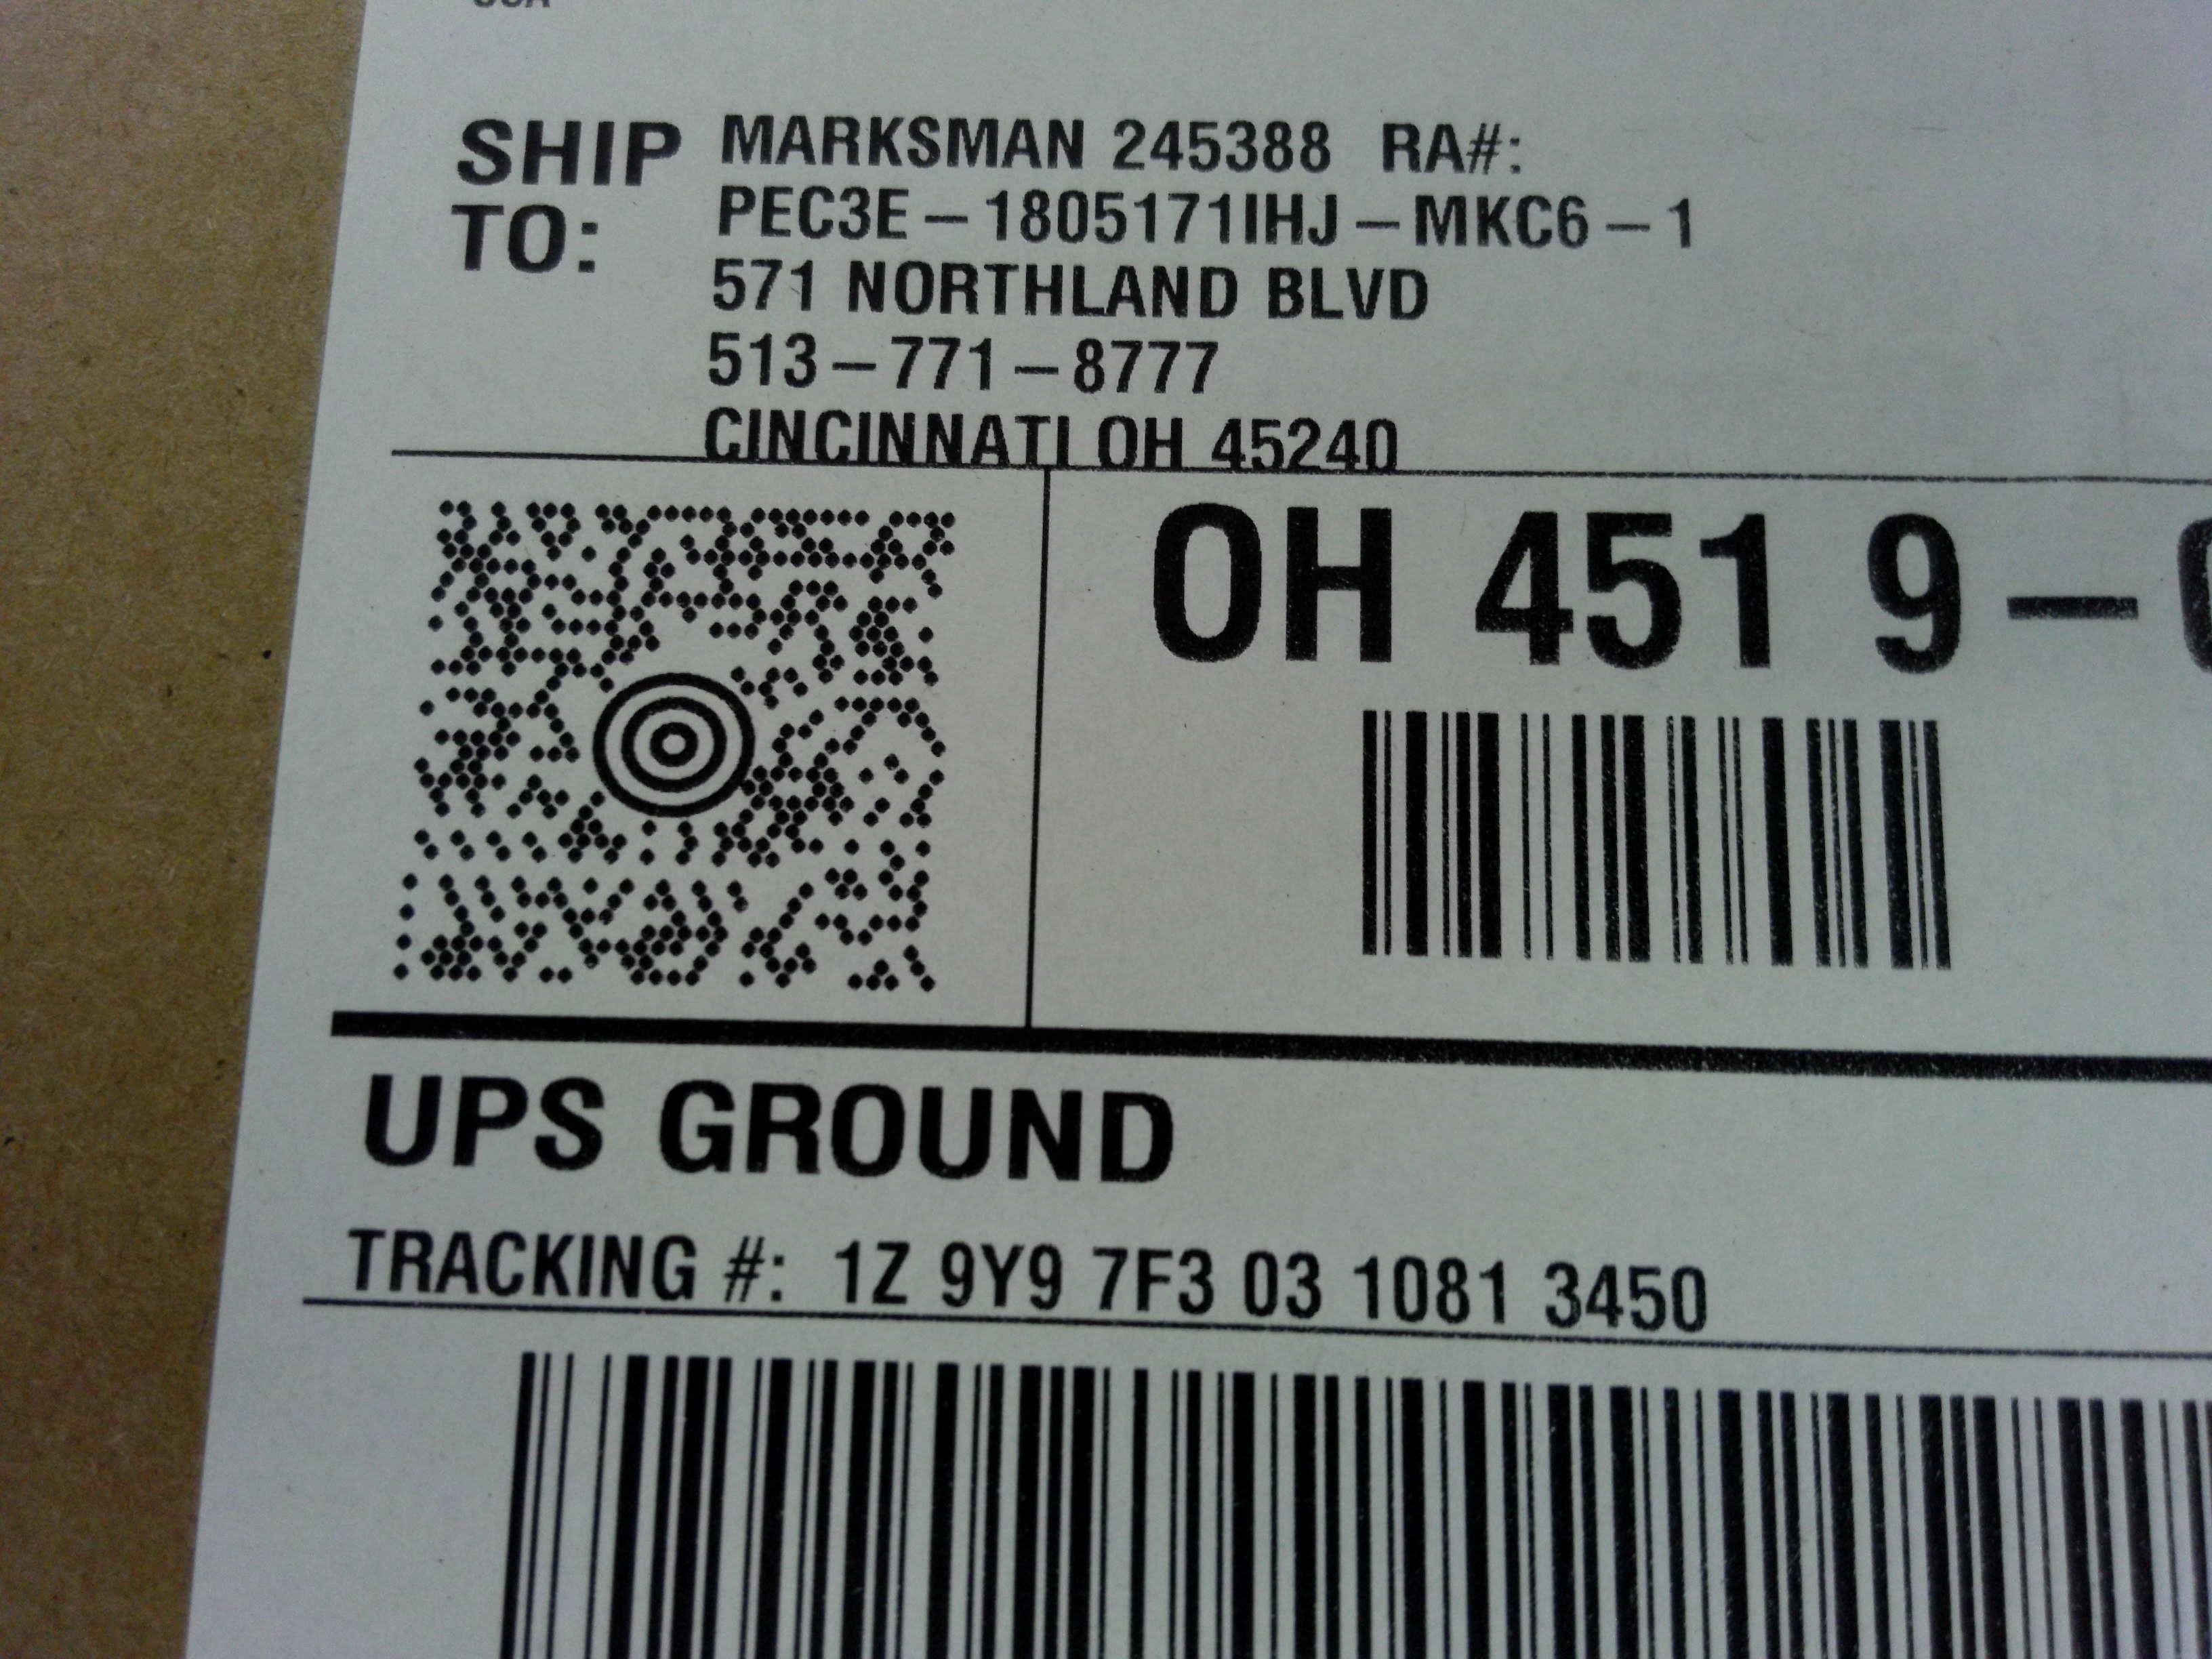 SHIP TO:
MARKSMAN 245388 RA#:
PEC3E-1805171IHJ-MKC6-1
571 NORTHLAND BLVD
513-771-8777
CINCINNATI OH 45240
OH 451 9-
UPS GROUND
TRACKING #: 1Z 9Y9 7F3 03 1081 3450